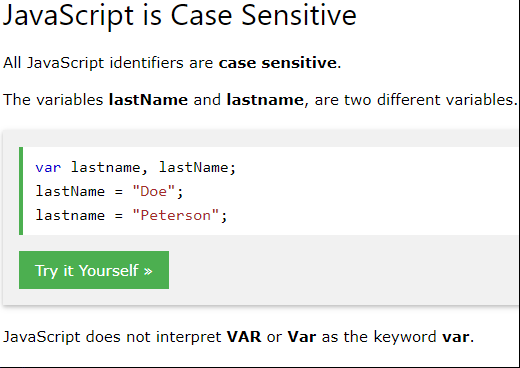 JavaScript is Case Sensitive
All JavaScript identifiers are case sensitive.
The variables lastName and lastname, are two different variables.
var lastname, lastName;
lastName = "Doe";
lastname = "Peterson";
Try it Yourself »
JavaScript does not interpret VAR or Var as the keyword var.